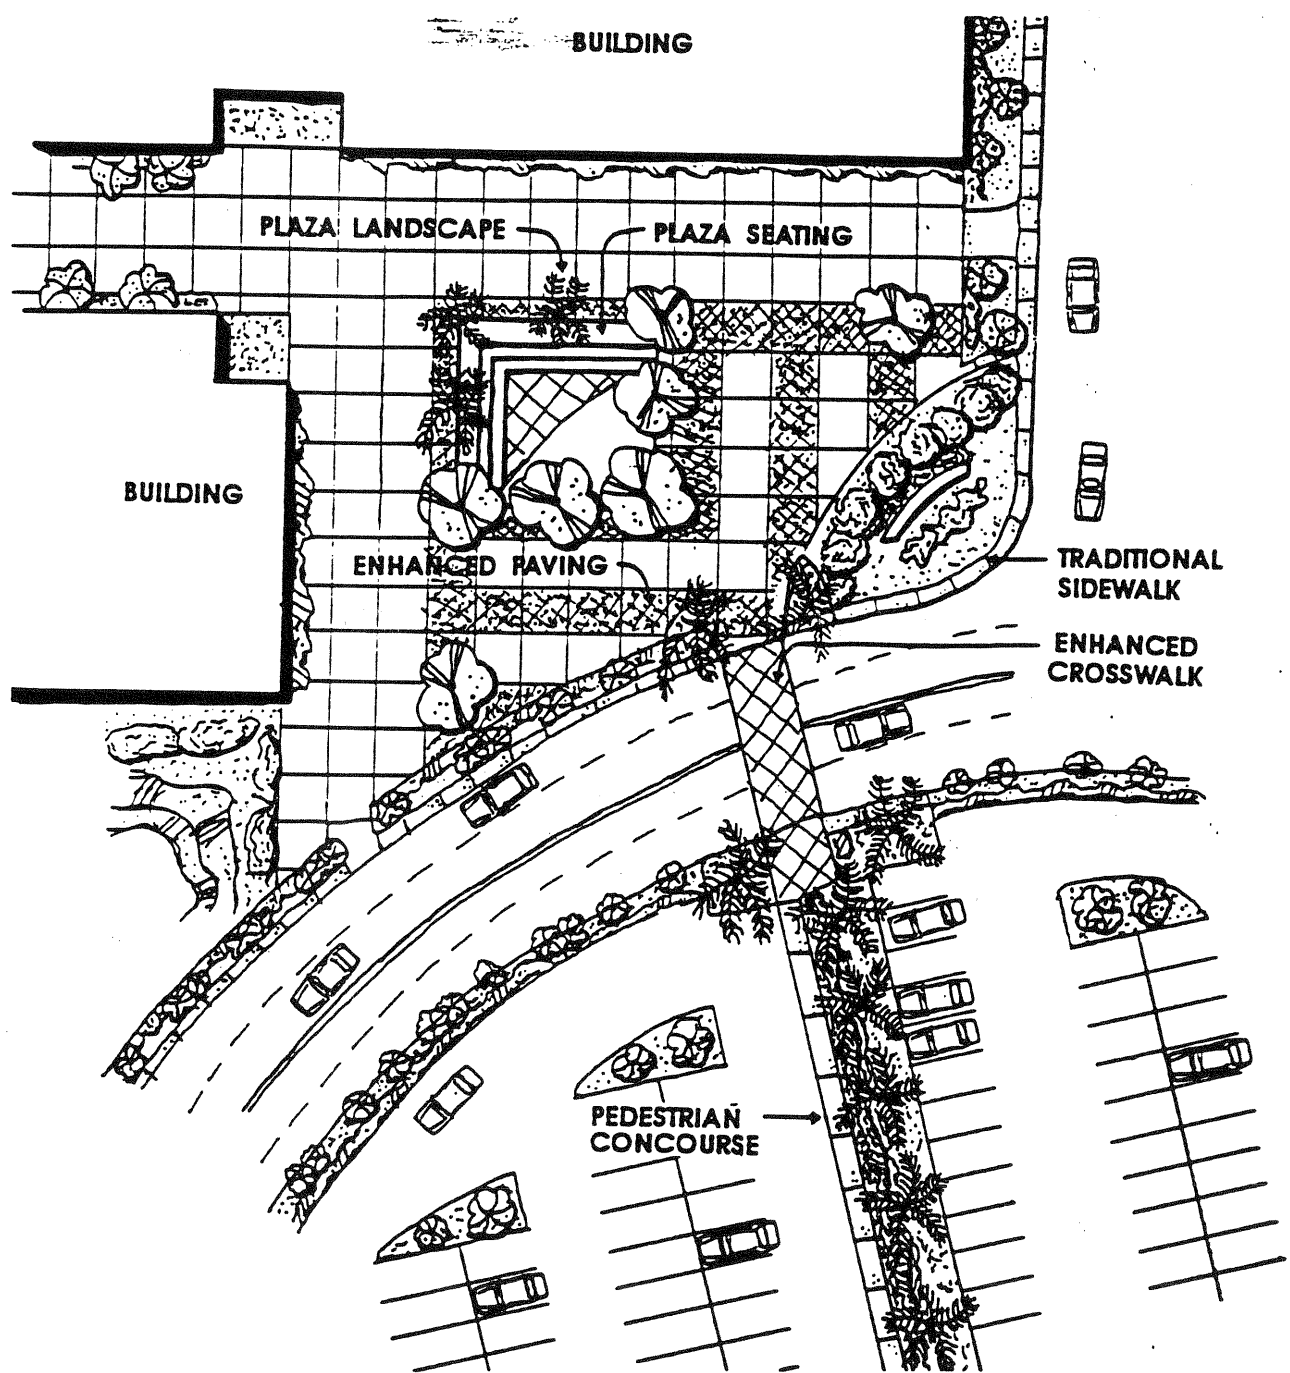 BUILDING
PLAZA LANDSCAPE
PLAZA SEATING
BUILDING
ENHANCED PAVING
TRADITIONAL
SIDEWALK
ENHANCED
CROSSWALK
PEDESTRIAN
CONCOURSE